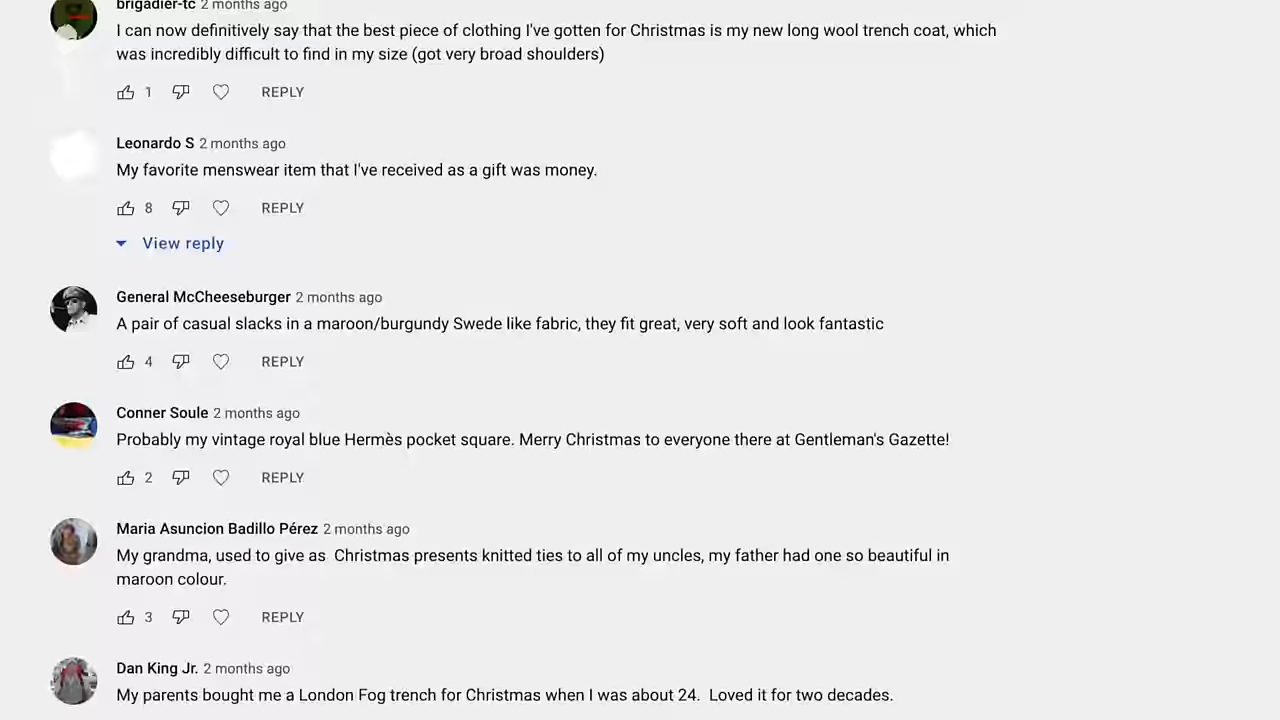 brigadier-tc 2 months ago
I can now definitively say that the best piece of clothing I've gotten for Christmas is my new long wool trench coat, which
was incredibly difficult to find in my size (got very broad shoulders)
1 REPLY
Leonardo S 2 months ago
My favorite menswear item that I've received as a gift was money.
8 REPLY
View reply
General McCheeseburger 2 months ago
A pair of casual slacks in a maroon/burgundy Swede like fabric, they fit great, very soft and look fantastic
4 REPLY
Conner Soule 2 months ago
Probably my vintage royal blue Hermès pocket square. Merry Christmas to everyone there at Gentleman's Gazette!
2 REPLY
Maria Asuncion Badillo Pérez 2 months ago
My grandma, used to give as  Christmas presents knitted ties to all of my uncles, my father had one so beautiful in
maroon colour.
3 REPLY
Dan King Jr. 2 months ago
My parents bought me a London Fog trench for Christmas when I was about 24.  Loved it for two decades.